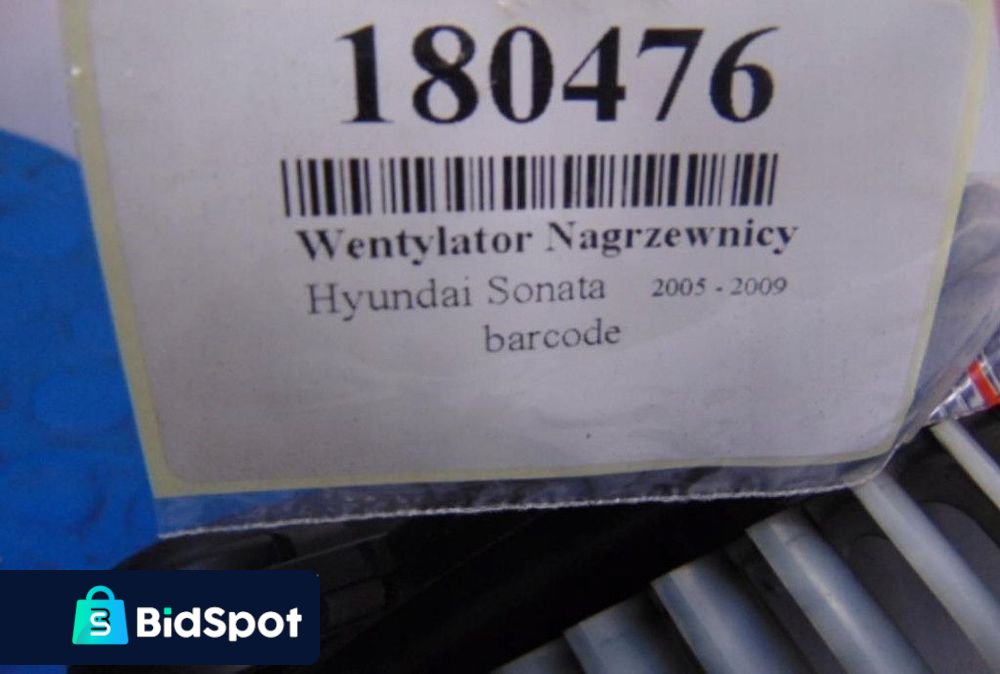 180476
Wentylator Nagrzewnicy
Hyundai Sonata 2005 - 2009
barcode
BidSpot